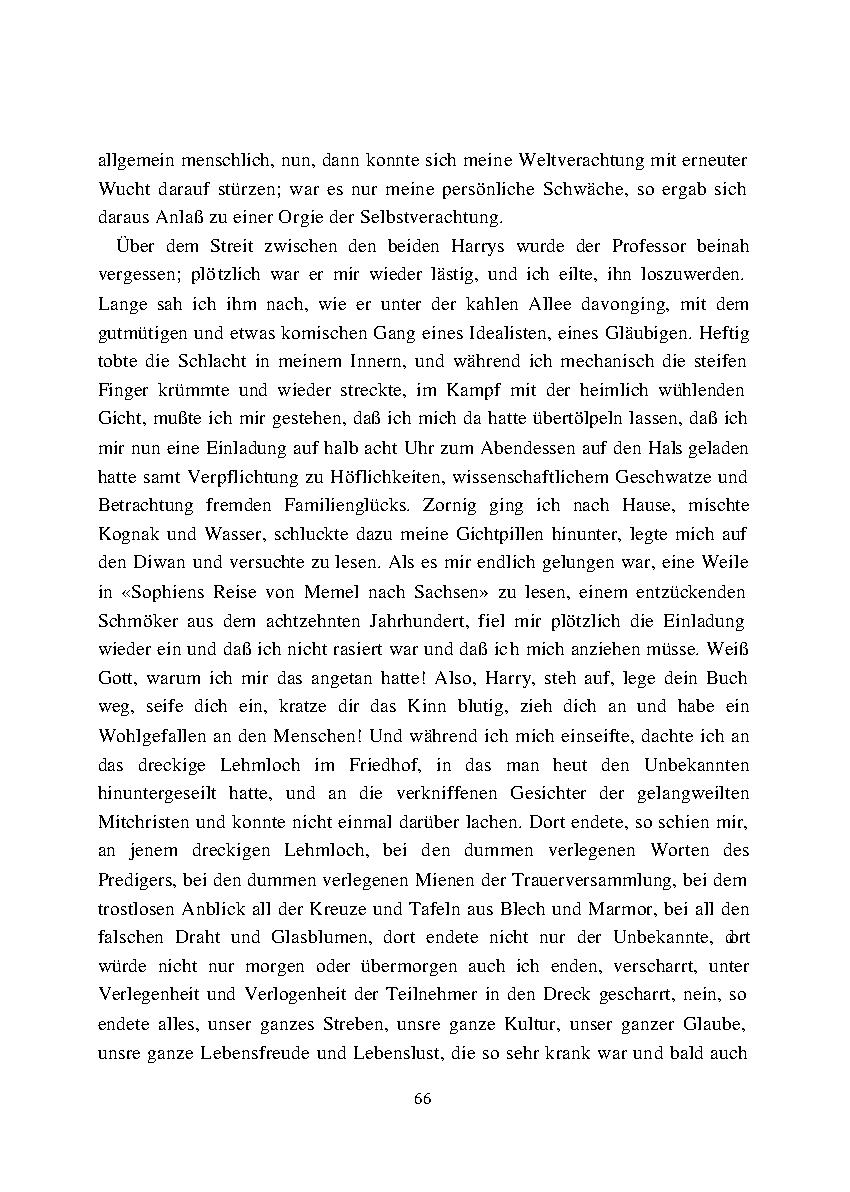 allgemein menschlich, nun, dann konnte sich meine Weltverachtung mit erneuter
Wucht darauf stürzen; war es nur meine persönliche Schwäche, so ergab sich
daraus Anlaß zu einer Orgie der Selbstverachtung.
Über dem Streit zwischen den beiden Harrys wurde der Professor beinah
vergessen; plötzlich war er mir wieder lästig, und ich eilte, ihn loszuwerden.
Lange sah ich ihm nach, wie er unter der kahlen Allee davonging, mit dem
gutmütigen und etwas komischen Gang eines Idealisten, eines Gläubigen. Heftig
tobte die Schlacht in meinem Innern, und während ich mechanisch die steifen
Finger krümmte und wieder streckte, im Kampf mit der heimlich wühlenden
Gicht, mußte ich mir gestehen, daß ich mich da hatte übertölpeln lassen, daß ich
mir nun eine Einladung auf halb acht Uhr zum Abendessen auf den Hals geladen
hatte samt Verpflichtung zu Höflichkeiten, wissenschaftlichem Geschwatze und
Betrachtung fremden Familienglücks. Zornig ging ich nach Hause, mischte
Kognak und Wasser, schluckte dazu meine Gichtpillen hinunter, legte mich auf
den Diwan und versuchte zu lesen. Als es mir endlich gelungen war, eine Weile
in «Sophiens Reise von Memel nach Sachsen» zu lesen, einem entzückenden
Schmöker aus dem achtzehnten Jahrhundert, fiel mir plötzlich die Einladung
wieder ein und daß ich nicht rasiert war und daß ich mich anziehen müsse. Weiß
Gott, warum ich mir das angetan hatte! Also, Harry, steh auf, lege dein Buch
weg, seife dich ein, kratze dir das Kinn blutig, zieh dich an und habe ein
Wohlgefallen an den Menschen! Und während ich mich einseifte, dachte ich an
das dreckige Lehmloch im Friedhof, in das man heut den Unbekannten
hinuntergeseilt hatte, und an die verkniffenen Gesichter der gelangweilten
Mitchristen und konnte nicht einmal darüber lachen. Dort endete, so schien mir,
an jenem dreckigen Lehmloch, bei den dummen verlegenen Worten des
Predigers, bei den dummen verlegenen Mienen der Trauerversammlung, bei dem
trostlosen Anblick all der Kreuze und Tafeln aus Blech und Marmor, bei all den
falschen Draht und Glasblumen, dort endete nicht nur der Unbekannte, dort
würde nicht nur morgen oder übermorgen auch ich enden, verscharrt, unter
Verlegenheit und Verlogenheit der Teilnehmer in den Dreck gescharrt, nein, so
endete alles, unser ganzes Streben, unsre ganze Kultur, unser ganzer Glaube,
unsre ganze Lebensfreude und Lebenslust, die so sehr krank war und bald auch
66